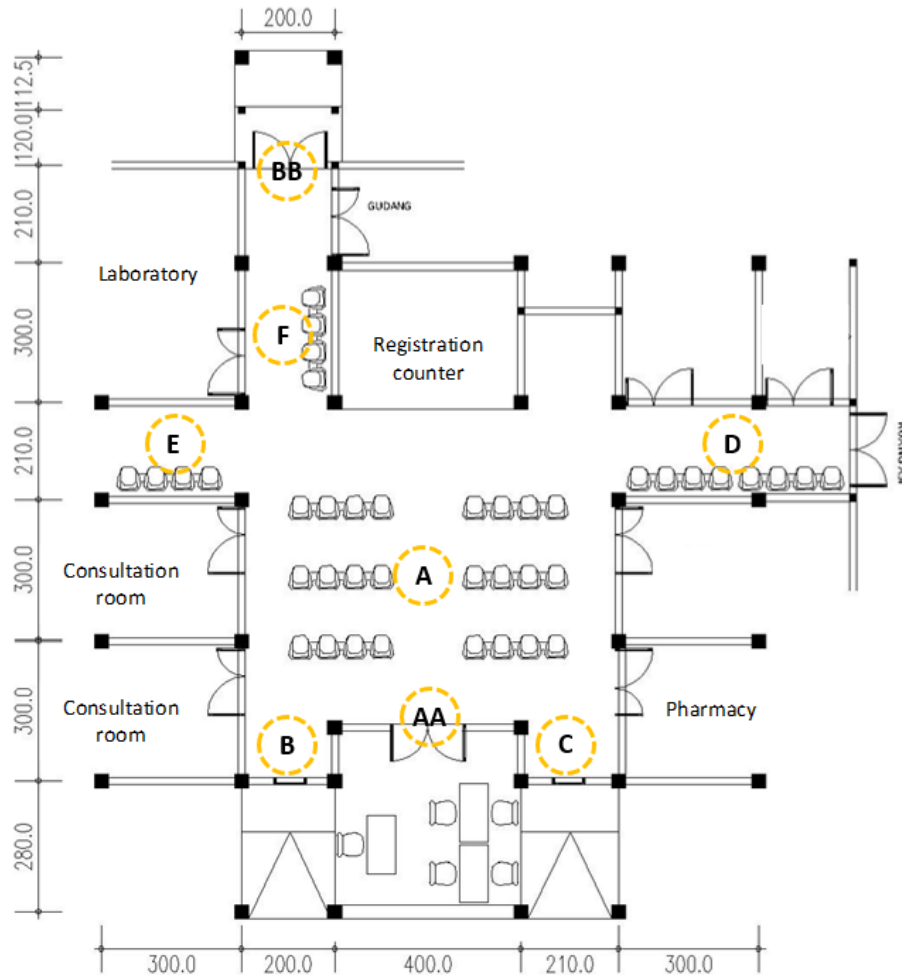 200.0
112.5
120.0
BB
210.0
GUDANG
Laboratory
300.0
F
Registration
counter
210.0
E
D
300.0
Consultation
room
A
300.0
Consultation
room
AA
Pharmacy
B
C
280.0
300.0
200.0
400.0
210.0
300.0